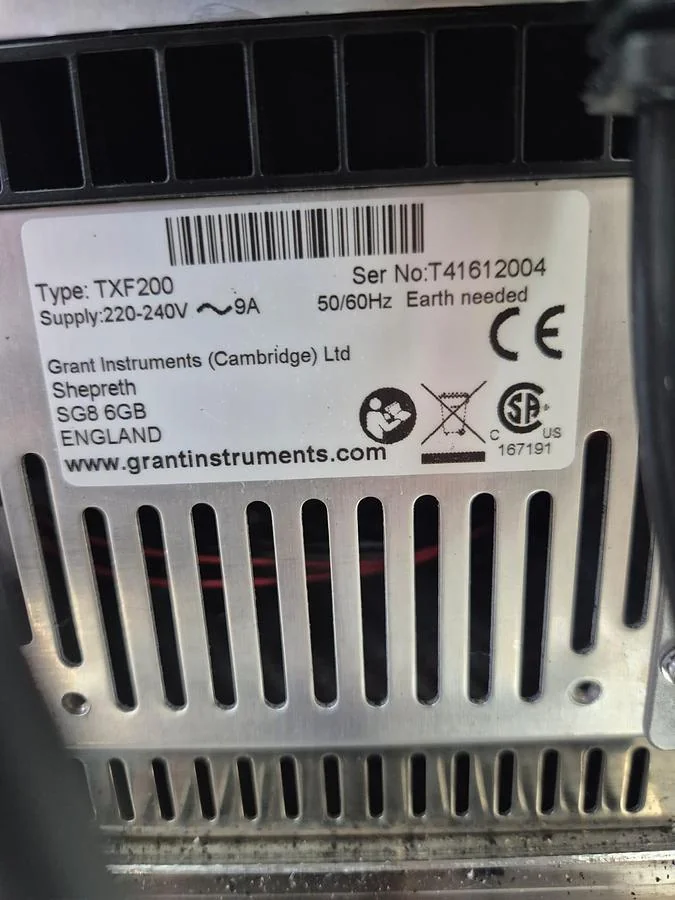 Type: TXF200 Ser No:T41612004
Supply:220-240V ~9A 50/60Hz Earth needed
CE
Grant Instruments (Cambridge) Ltd
Shepreth
SG8 6GB
ENGLAND
www.grantinstruments.com
SA
C US
167191